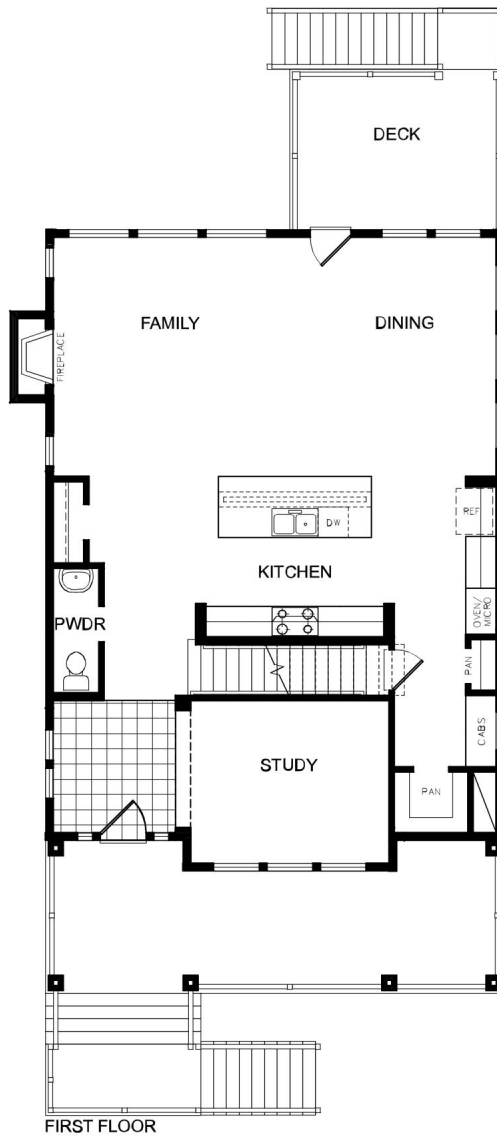 DECK
FAMILY
DINING
FIREPLACE
REF
DW
KITCHEN
OVEN/
MICRO
PWDR
PAN
CABS
STUDY
PAN
FIRST FLOOR